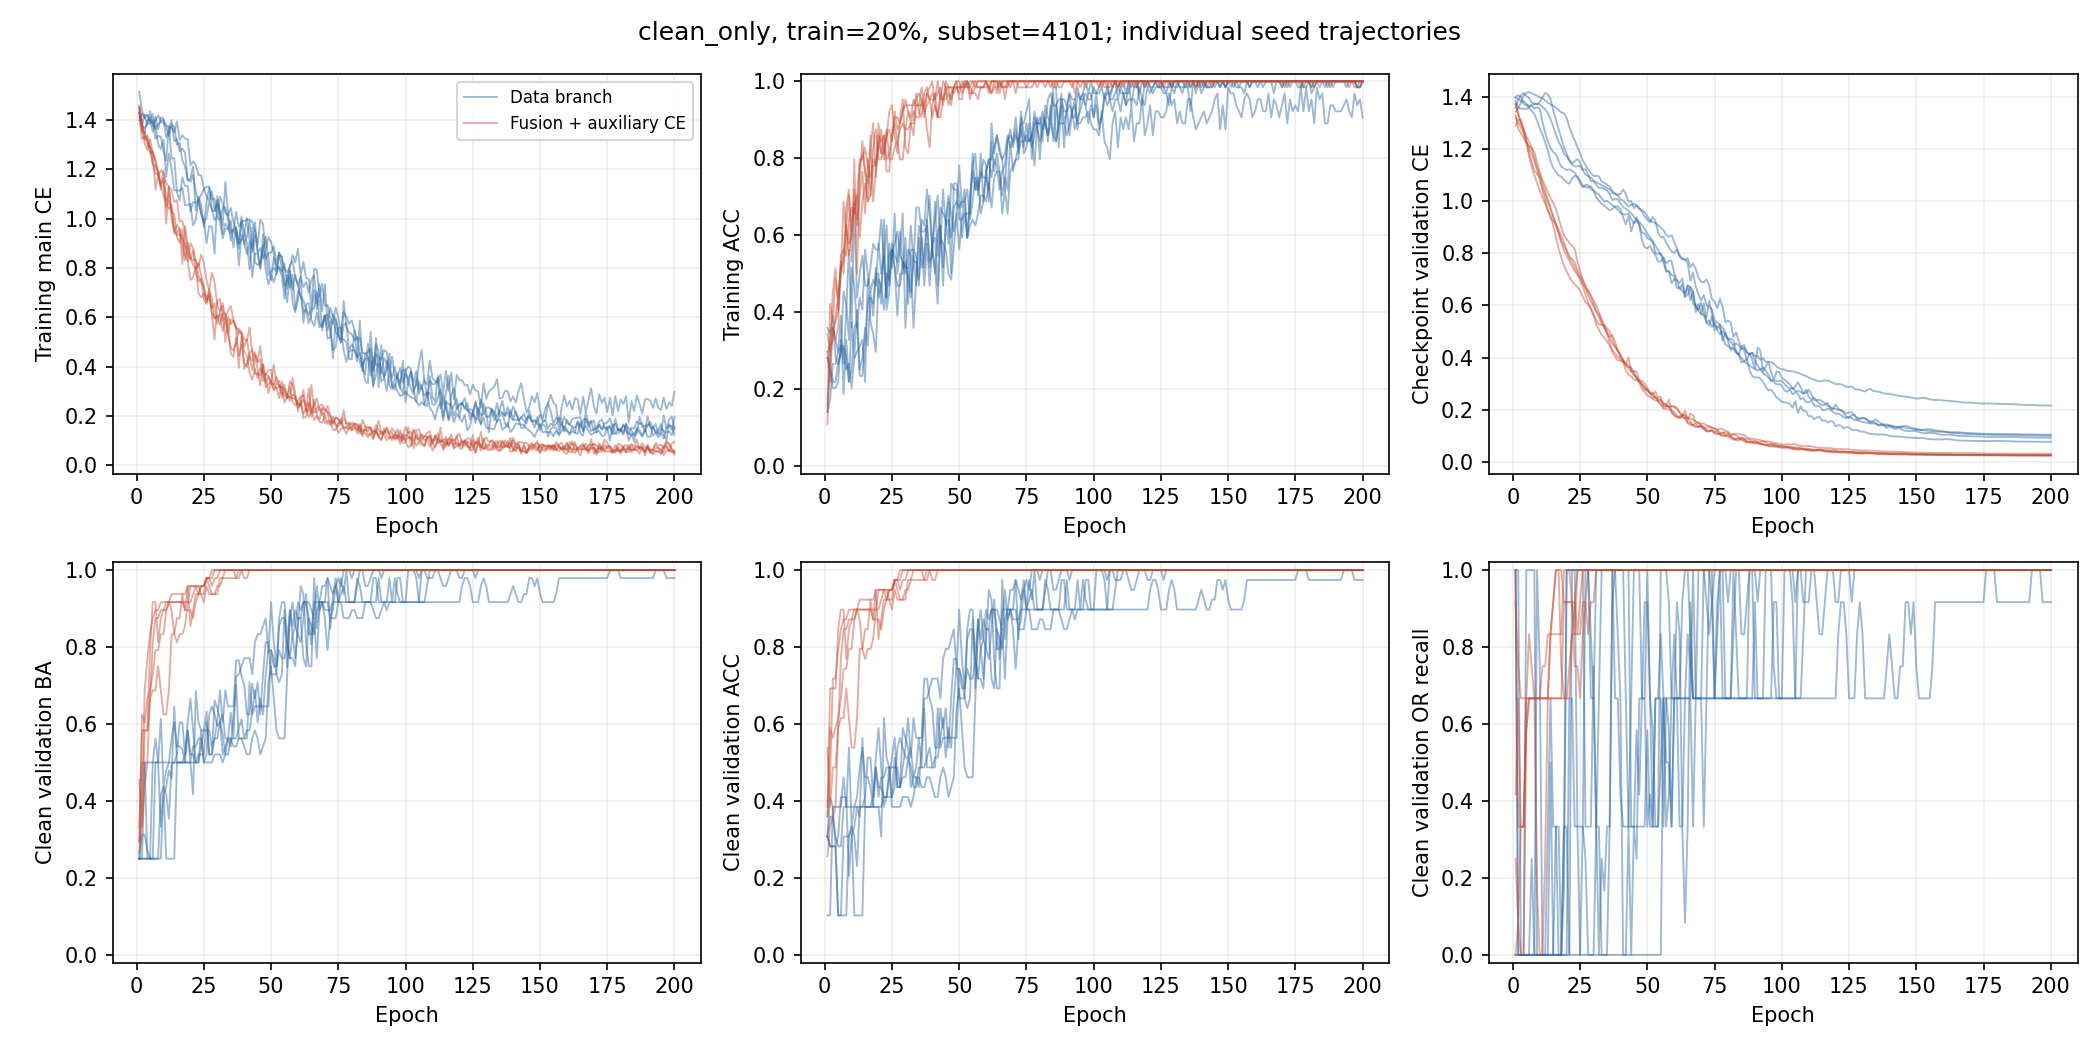 clean_only, train=20%, subset=4101; individual seed trajectories
Training main CE
1.4
1.2
1.0
0.8
0.6
0.4
0.2
0.0
Data branch
Fusion + auxiliary CE
0 25 50 75 100 125 150 175 200
Epoch
Training ACC
1.0
0.8
0.6
0.4
0.2
0.0
0 25 50 75 100 125 150 175 200
Epoch
Checkpoint validation CE
1.4
1.2
1.0
0.8
0.6
0.4
0.2
0.0
0 25 50 75 100 125 150 175 200
Epoch
Clean validation BA
1.0
0.8
0.6
0.4
0.2
0.0
0 25 50 75 100 125 150 175 200
Epoch
Clean validation ACC
1.0
0.8
0.6
0.4
0.2
0.0
0 25 50 75 100 125 150 175 200
Epoch
Clean validation OR recall
1.0
0.8
0.6
0.4
0.2
0.0
0 25 50 75 100 125 150 175 200
Epoch